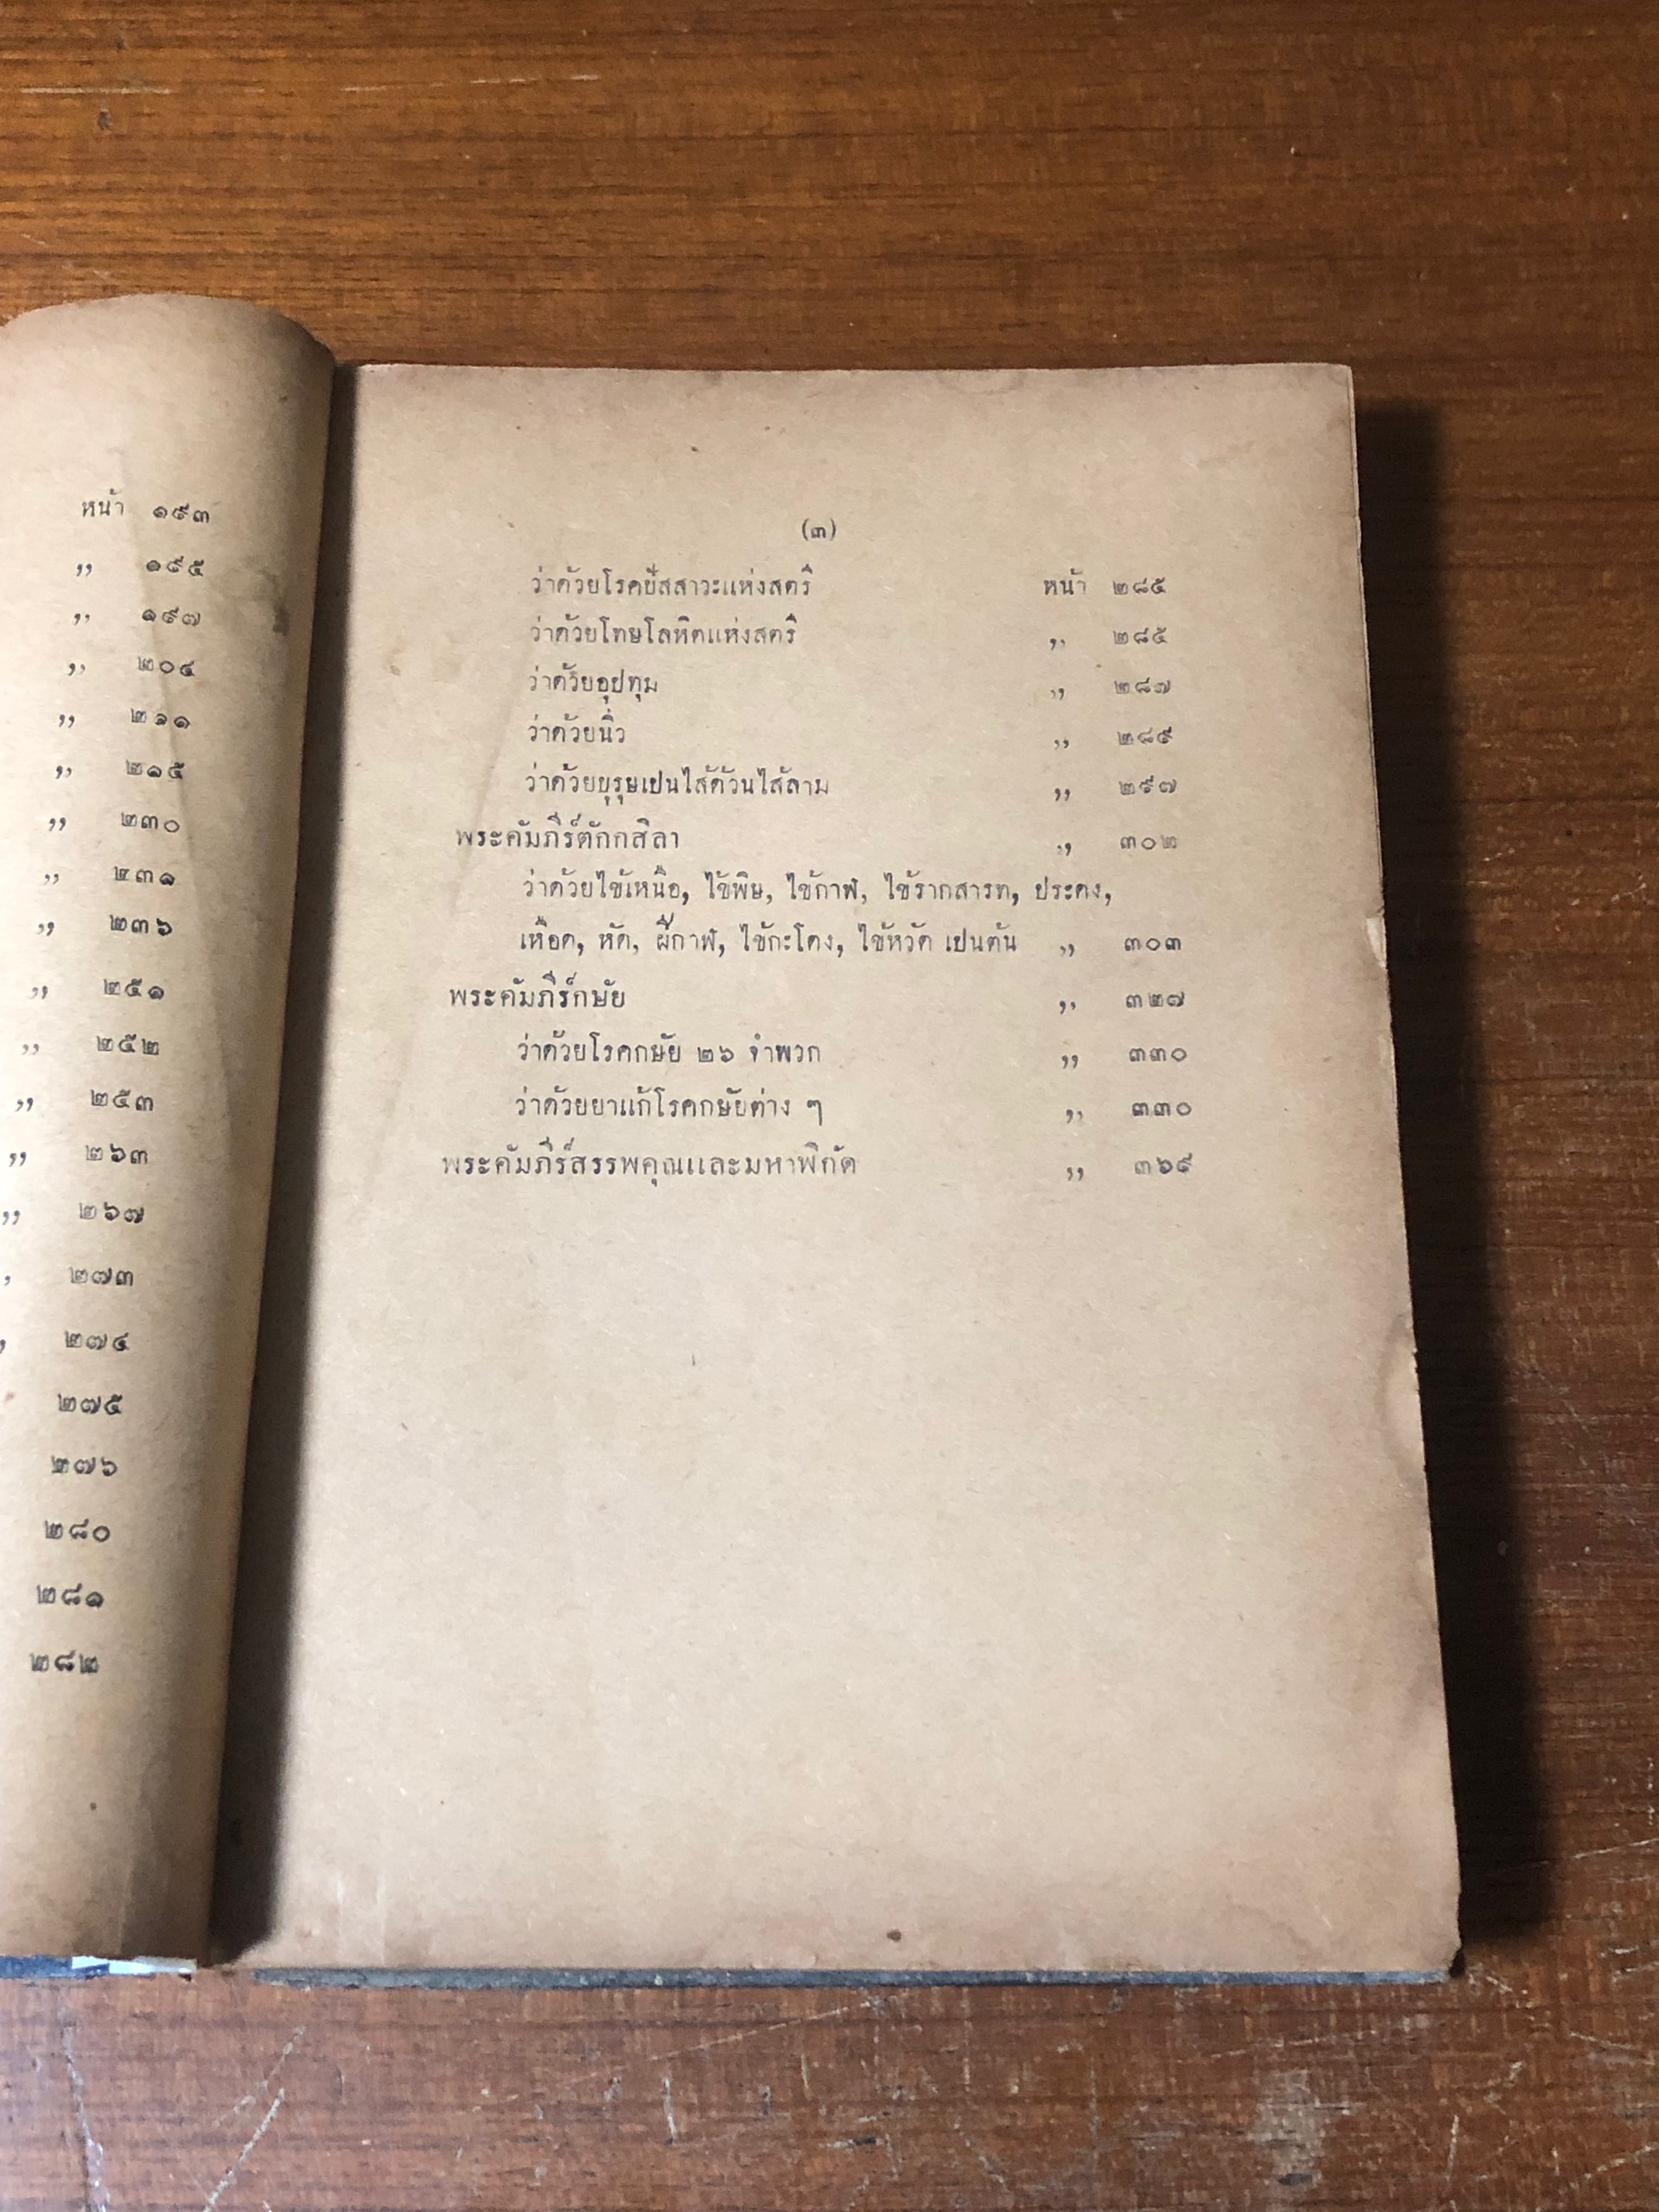 หน้า ๑๙๓
,, ๑๙๕
,, ๑๙๗
,, ๒๐๔
,, ๒๑๑
,, ๒๑๕
,, ๒๓๐
,, ๒๓๑
,, ๒๓๖
,, ๒๕๑
,, ๒๕๒
,, ๒๕๓
,, ๒๖๓
,, ๒๖๗
, ๒๗๓
, ๒๗๔
๒๗๕
๒๗๖
๒๘๐
๒๘๑
๒๘๒
(๓)
ว่าด้วยโรคปัสสาวะแห่งสตรี หน้า ๒๘๕
ว่าด้วยโทษโลหิตแห่งสตรี ,, ๒๘๕
ว่าด้วยอุปทุม ,, ๒๘๗
ว่าด้วยนิ่ว ,, ๒๘๙
ว่าด้วยบุรุษเปนไส้ด้วนไส้ลาม ,, ๒๙๗
พระคัมภีร์ตักกสิลา ,, ๓๐๒
ว่าด้วยไข้เหนือ, ไข้พิษ, ไข้กาฬ, ไข้รากสารท, ประดง,
เหือด, หัด, ฝีกาฬ, ไข้กะโดง, ไข้หวัด เปนต้น ,, ๓๐๓
พระคัมภีร์กษัย ,, ๓๒๗
ว่าด้วยโรคกษัย ๒๖ จำพวก ,, ๓๓๐
ว่าด้วยยาแก้โรคกษัยต่าง ๆ ,, ๓๓๐
พระคัมภีร์สรรพคุณและมหาพิกัด ,, ๓๖๙